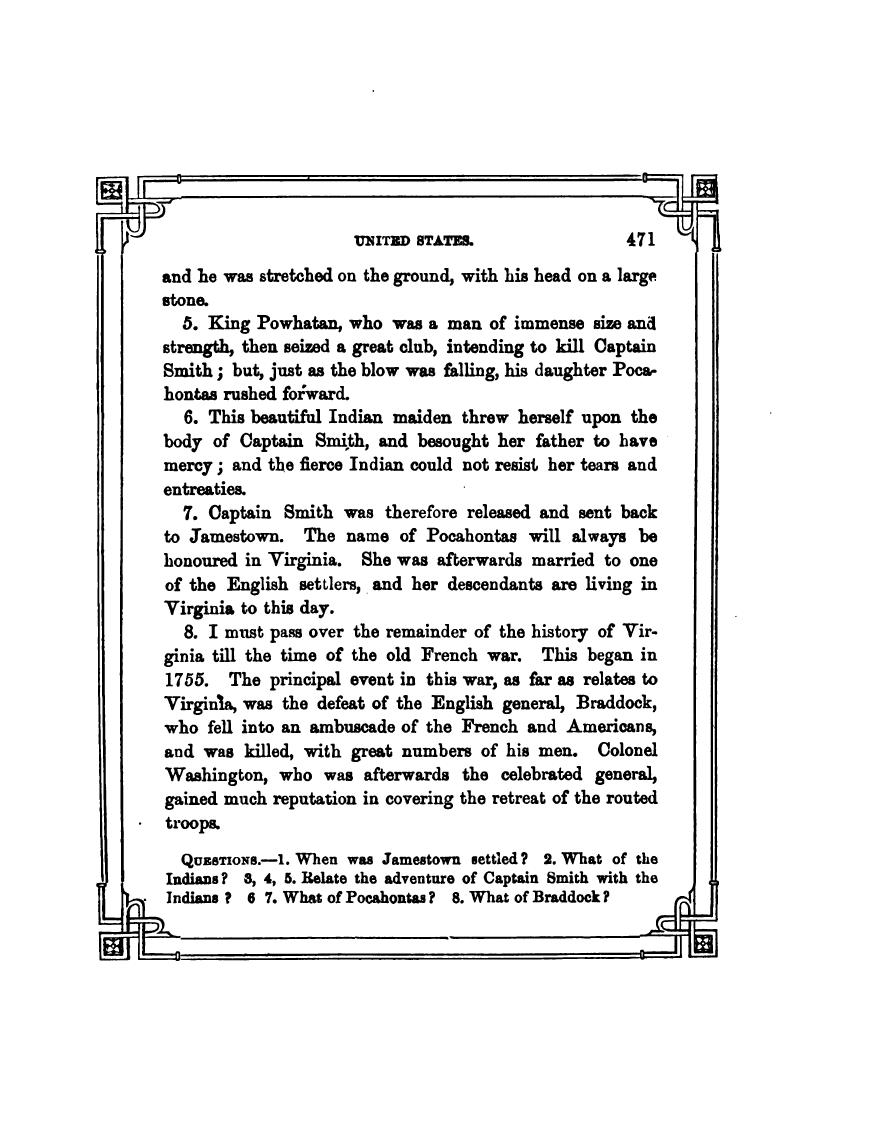 UNITED STATES. 471
and he was stretched on the ground, with his head on a large
stone.
5. King Powhatan, who was a man of immense size and
strength, then seized a great club, intending to kill Captain
Smith ; but, just as the blow was falling, his daughter Poca-
hontas rushed forward.
6. This beautiful Indian maiden threw herself upon the
body of Captain Smith, and besought her father to have
mercy ; and the fierce Indian could not resist her tears and
entreaties.
7. Captain Smith was therefore released and sent back
to Jamestown. The name of Pocahontas will always be
honoured in Virginia. She was afterwards married to one
of the English settlers, and her descendants are living in
Virginia to this day.
8. I must pass over the remainder of the history of Vir-
ginia till the time of the old French war. This began in
1755. The principal event in this war, as far as relates to
Virginia, was the defeat of the English general, Braddock,
who fell into an ambuscade of the French and Americans,
and was killed, with great numbers of his men. Colonel
Washington, who was afterwards the celebrated general,
gained much reputation in covering the retreat of the routed
troops.
QUESTIONS.—1. When was Jamestown settled ? 2. What of the
Indians ? 3, 4, 5. Relate the adventure of Captain Smith with the
Indians ? 6 7. What of Pocahontas ? 8. What of Braddock ?